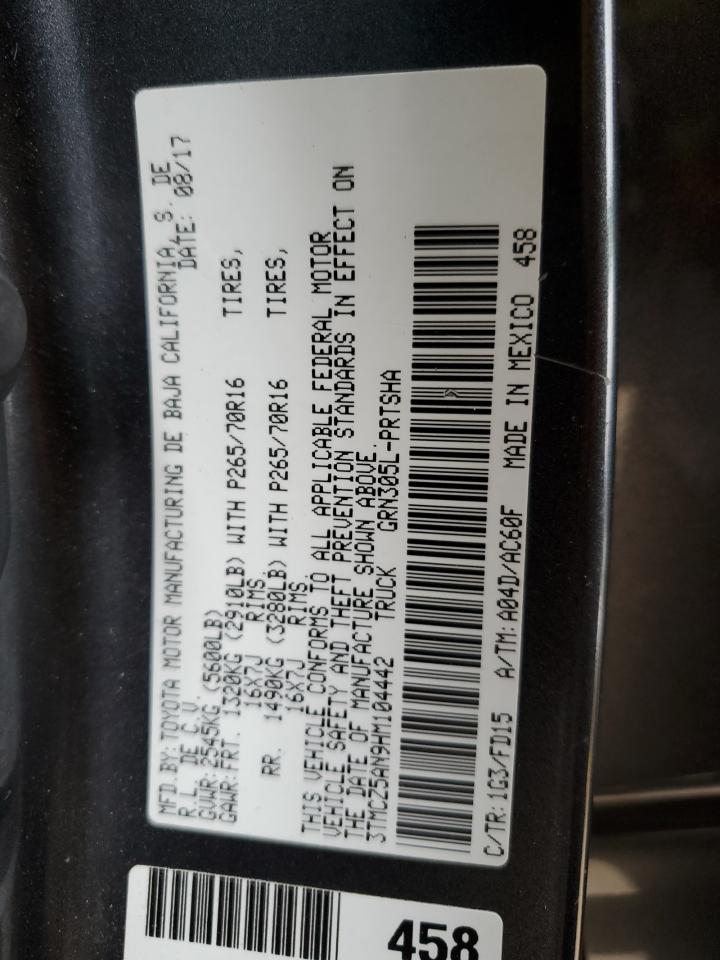 MFD.BY:TOYOTA MOTOR MANUFACTURING DE BAJA CALIFORNIA, S. DE
R.L. DE C.V. DATE: 08/17
GVWR:2545KG (5600LB)
GAWR:FRT. 1320KG (2910LB) WITH P265/70R16 TIRES,
16X7J RIMS.
RR. 1490KG (3280LB) WITH P265/70R16 TIRES,
16X7J RIMS.
THIS VEHICLE CONFORMS TO ALL APPLICABLE FEDERAL MOTOR
VEHICLE SAFETY AND THEFT PREVENTION STANDARDS IN EFFECT ON
THE DATE OF MANUFACTURE SHOWN ABOVE.
3TMCZ5AN9HM104442 TRUCK GRN305L-PRTSHA
C/TR:1G3/FD15 A/TM:A04D/AC60F MADE IN MEXICO 458
458